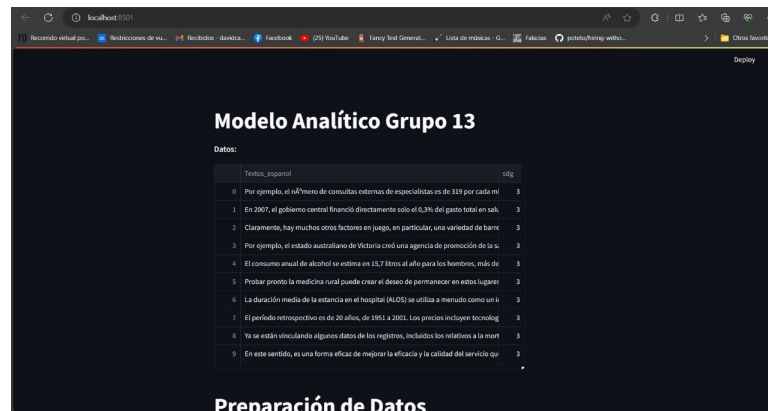 localhost:8501
Recorrido virtual po... Restricciones de vu... Recibidos - davidca... Facebook (25) YouTube Fancy Text Generat... Lista de músicas - G... Falacias poteto/hiring-witho... Otros favorit
Deploy
Modelo Analítico Grupo 13
Datos:
Textos_espanol sdg
0 Por ejemplo, el nÃºmero de consultas externas de especialistas es de 319 por cada mi 3
1 En 2007, el gobierno central financió directamente solo el 0,3% del gasto total en salu 3
2 Claramente, hay muchos otros factores en juego, en particular, una variedad de barre 3
3 Por ejemplo, el estado australiano de Victoria creó una agencia de promoción de la sa 3
4 El consumo anual de alcohol se estima en 15,7 litros al año para los hombres, más de 3
5 Probar pronto la medicina rural puede crear el deseo de permanecer en estos lugares 3
6 La duración media de la estancia en el hospital (ALOS) se utiliza a menudo como un in 3
7 El período retrospectivo es de 20 años, de 1951 a 2001. Los precios incluyen tecnolog 3
8 Ya se están vinculando algunos datos de los registros, incluidos los relativos a la mort 3
9 En este sentido, es una forma eficaz de mejorar la eficacia y la calidad del servicio que 3
Preparación de Datos